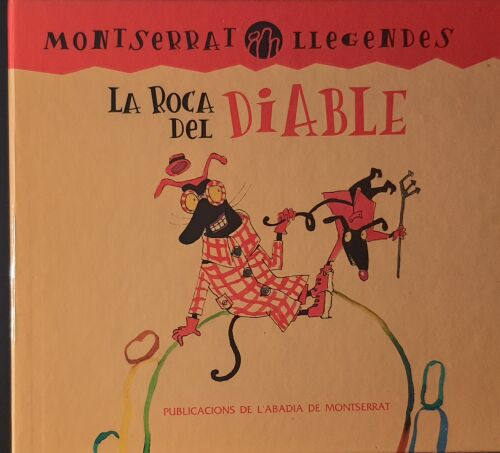 MONTSERRAT LLEGENDES
LA ROCA
DEL DiABLE
PUBLICACIONS DE L'ABADIA DE MONTSERRAT